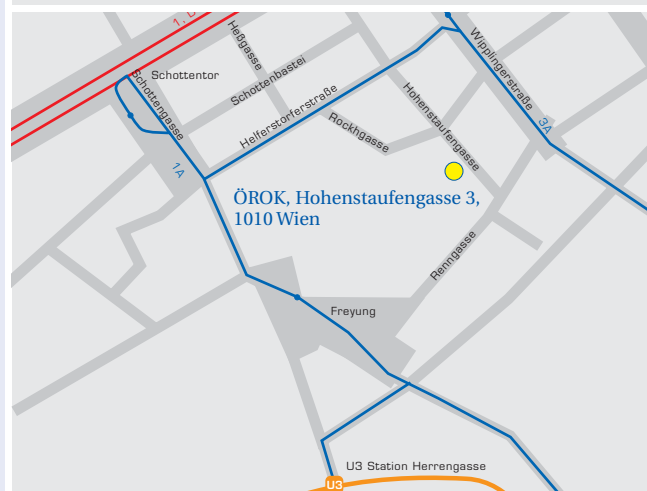 1, D
Heßgasse
Wipplingerstraße
Schottentor
Schottenbastei
Schottengasse
Hohenstaufengasse
Helferstorferstraße
Rockhgasse
3A
1A
ÖROK, Hohenstaufengasse 3,
1010 Wien
Renngasse
Freyung
U3 Station Herrengasse
U3